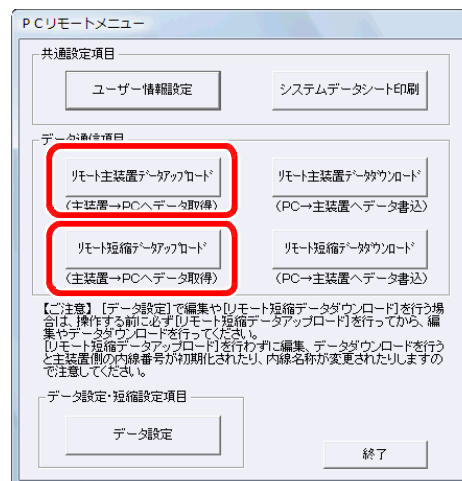 PCリモートメニュー
共通設定項目
ユーザー情報設定
システムデータシート印刷
データ通信項目
ﾘﾓｰﾄ主装置ﾃﾞｰﾀｱｯﾌﾟﾛｰﾄﾞ
ﾘﾓｰﾄ主装置ﾃﾞｰﾀﾀﾞｳﾝﾛｰﾄﾞ
(主装置→PCへデータ取得)
(PC→主装置へデータ書込)
ﾘﾓｰﾄ短縮ﾃﾞｰﾀｱｯﾌﾟﾛｰﾄﾞ
ﾘﾓｰﾄ短縮ﾃﾞｰﾀﾀﾞｳﾝﾛｰﾄﾞ
(主装置→PCへデータ取得)
(PC→主装置へデータ書込)
【ご注意】 [データ設定]で編集や[リモート短縮データダウンロード]を行う場
合は、操作する前に必ず[リモート短縮データアップロード]を行ってから、編
集やデータダウンロードを行ってください。
[リモート短縮データアップロード]を行わずに編集、データダウンロードを行う
と主装置側の内線番号が初期化されたり、内線名称が変更されたりしますの
で注意してください。
データ設定・短縮設定項目
データ設定
終了